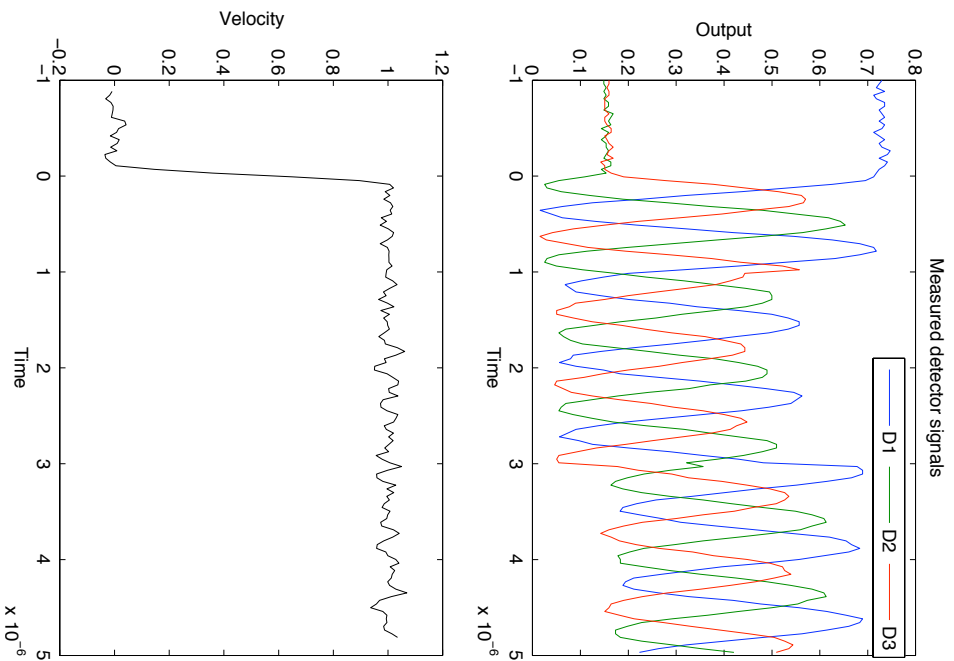 Measured detector signals
D1 D2 D3
Output
0.8
0.7
0.6
0.5
0.4
0.3
0.2
0.1
0
−1 0 1 2 3 4 5
Time
x 10−6
Velocity
1.2
1
0.8
0.6
0.4
0.2
0
−0.2
−1 0 1 2 3 4 5
Time
x 10−6